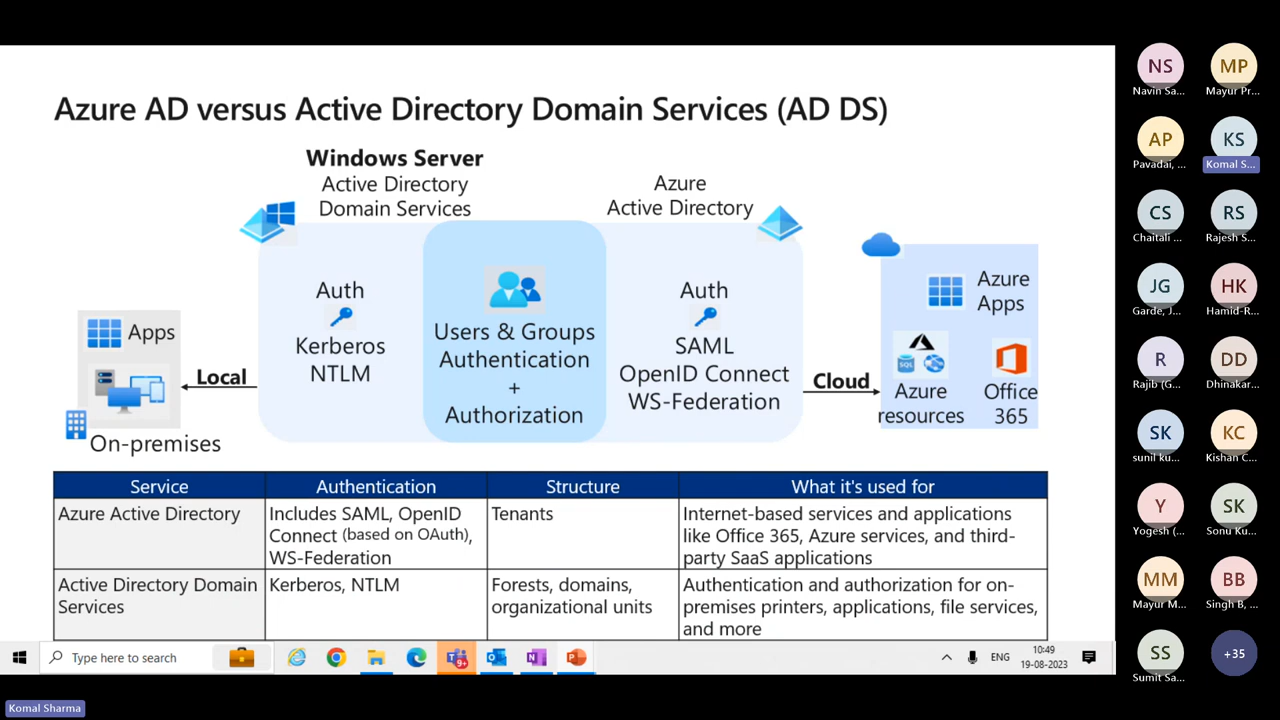 Azure AD versus Active Directory Domain Services (AD DS)
Windows Server
Active Directory
Domain Services
Azure
Active Directory
Auth
Kerberos
NTLM
Users & Groups
Authentication
+
Authorization
Auth
SAML
OpenID Connect
WS-Federation
Apps
On-premises
Local
Cloud
Azure
Apps
Azure
resources
Office
365
Service
Authentication
Structure
What it's used for
Azure Active Directory
Includes SAML, OpenID
Connect (based on OAuth),
WS-Federation
Tenants
Internet-based services and applications
like Office 365, Azure services, and third-
party SaaS applications
Active Directory Domain
Services
Kerberos, NTLM
Forests, domains,
organizational units
Authentication and authorization for on-
premises printers, applications, file services,
and more
Type here to search
9+
ENG
10:49
19-08-2023
NS
Navin Sa...
MP
Mayur Pr...
AP
Pavadai, ...
KS
Komal S...
CS
Chaitali ...
RS
Rajesh S...
JG
Garde, J...
HK
Hamid-R...
R
Rajib (G...
DD
Dhinakar...
SK
sunil ku...
KC
Kishan C...
Y
Yogesh (...
SK
Sonu Ku...
MM
Mayur M...
BB
Singh B, ...
SS
Sumit Sa...
+35
Komal Sharma